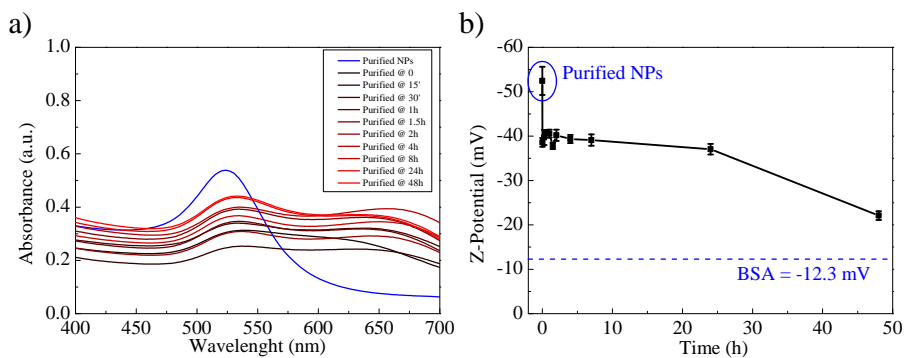 a)
1.0
0.8
0.6
0.4
0.2
0.0
400
450
500
550
600
650
700
Absorbance (a.u.)
Wavelenght (nm)
Purified NPs
Purified @ 0
Purified @ 15'
Purified @ 30'
Purified @ 1h
Purified @ 1.5h
Purified @ 2h
Purified @ 4h
Purified @ 8h
Purified @ 24h
Purified @ 48h
b)
-60
-50
-40
-30
-20
-10
0
0
10
20
30
40
50
Z-Potential (mV)
Time (h)
Purified NPs
BSA = -12.3 mV